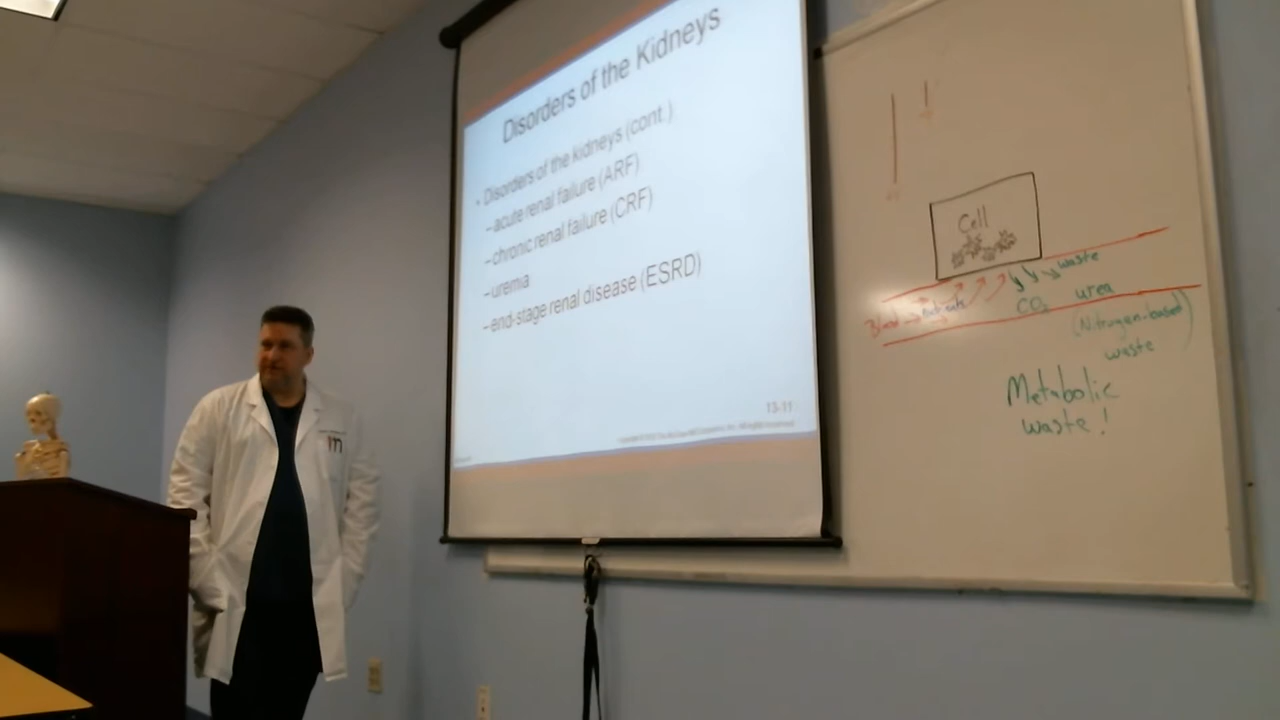 Disorders of the Kidneys
• Disorders of the kidneys (cont.)
–acute renal failure (ARF)
–chronic renal failure (CRF)
–uremia
–end-stage renal disease (ESRD)
13-11
Cell
waste
Blood
CO2 urea
(Nitrogen-based)
waste
Metabolic
waste!